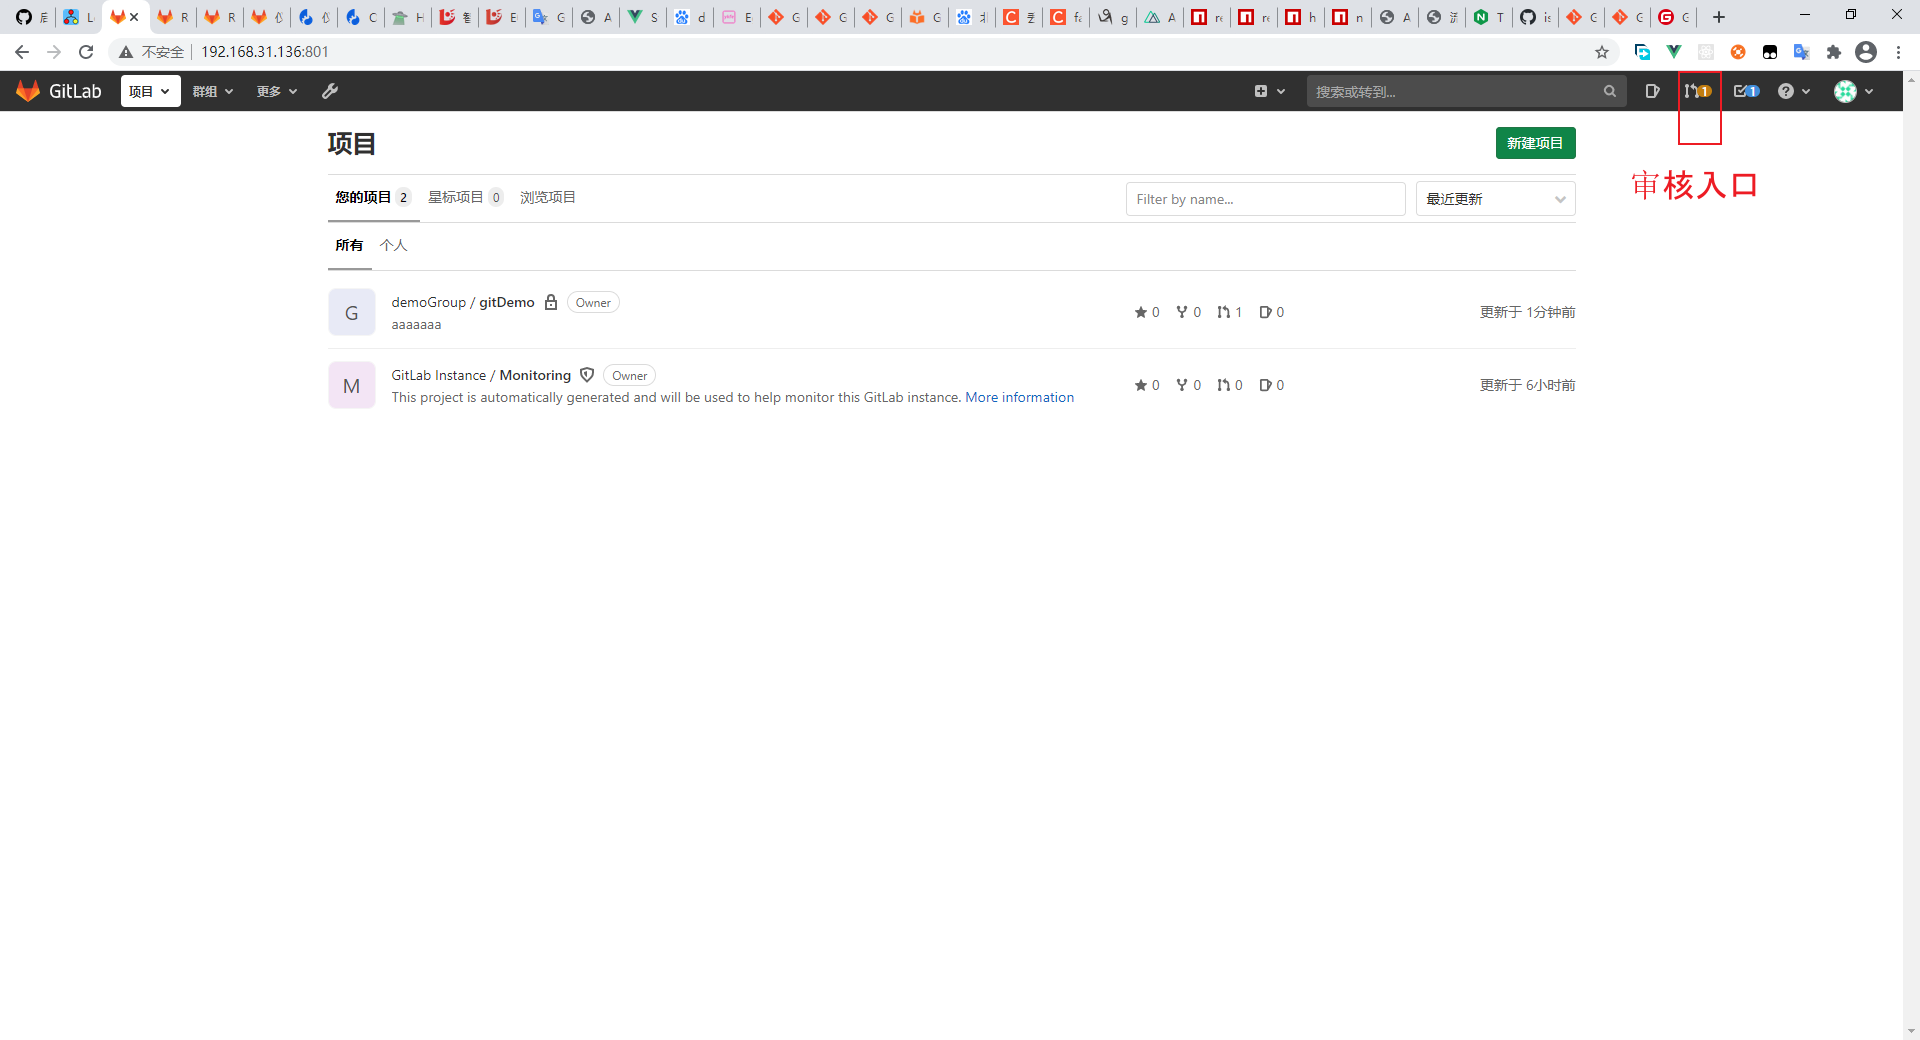 不安全 192.168.31.136:801
GitLab 项目 群组 更多 搜索或转到... 1 1
项目 新建项目
审核入口
您的项目 2 星标项目 0 浏览项目 Filter by name... 最近更新
所有 个人
G demoGroup / gitDemo Owner 0 0 1 0 更新于 1分钟前
aaaaaaa
M GitLab Instance / Monitoring Owner 0 0 0 0 更新于 6小时前
This project is automatically generated and will be used to help monitor this GitLab instance. More information